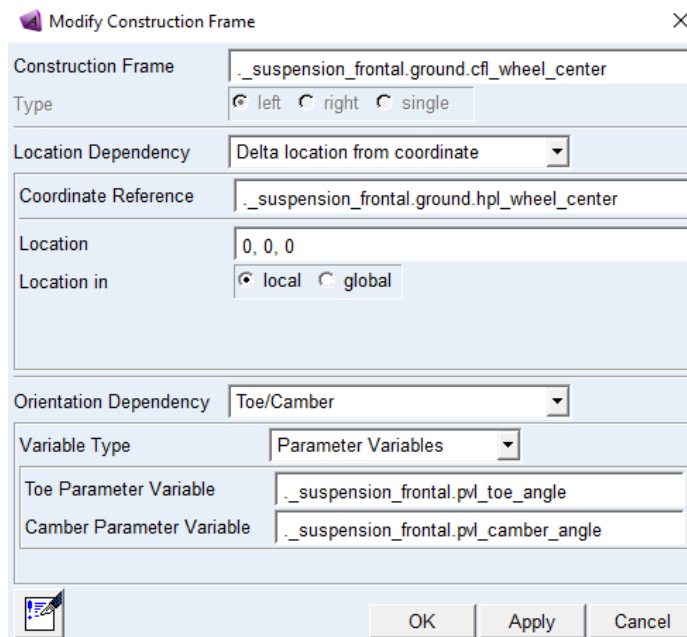 Modify Construction Frame
Construction Frame ._suspension_frontal.ground.cfl_wheel_center
Type left right single
Location Dependency Delta location from coordinate
Coordinate Reference ._suspension_frontal.ground.hpl_wheel_center
Location 0, 0, 0
Location in local global
Orientation Dependency Toe/Camber
Variable Type Parameter Variables
Toe Parameter Variable ._suspension_frontal.pvl_toe_angle
Camber Parameter Variable ._suspension_frontal.pvl_camber_angle
OK Apply Cancel